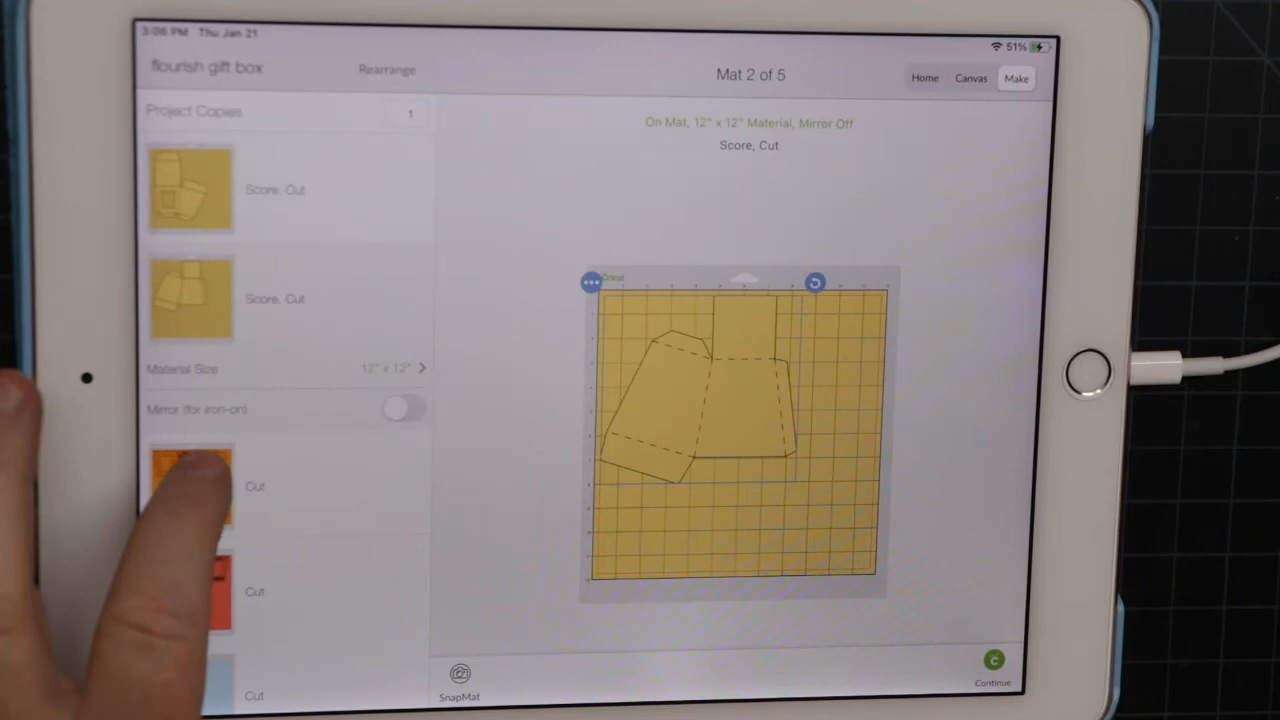 3:06 PM Thu Jan 21
51%
flourish gift box
Rearrange
Mat 2 of 5
Home
Canvas
Make
Project Copies
1
On Mat, 12" x 12" Material, Mirror Off
Score, Cut
Score, Cut
Score, Cut
Material Size
12" x 12"
Mirror (for iron-on)
Cut
Cut
Cut
Cricut
SnapMat
Continue